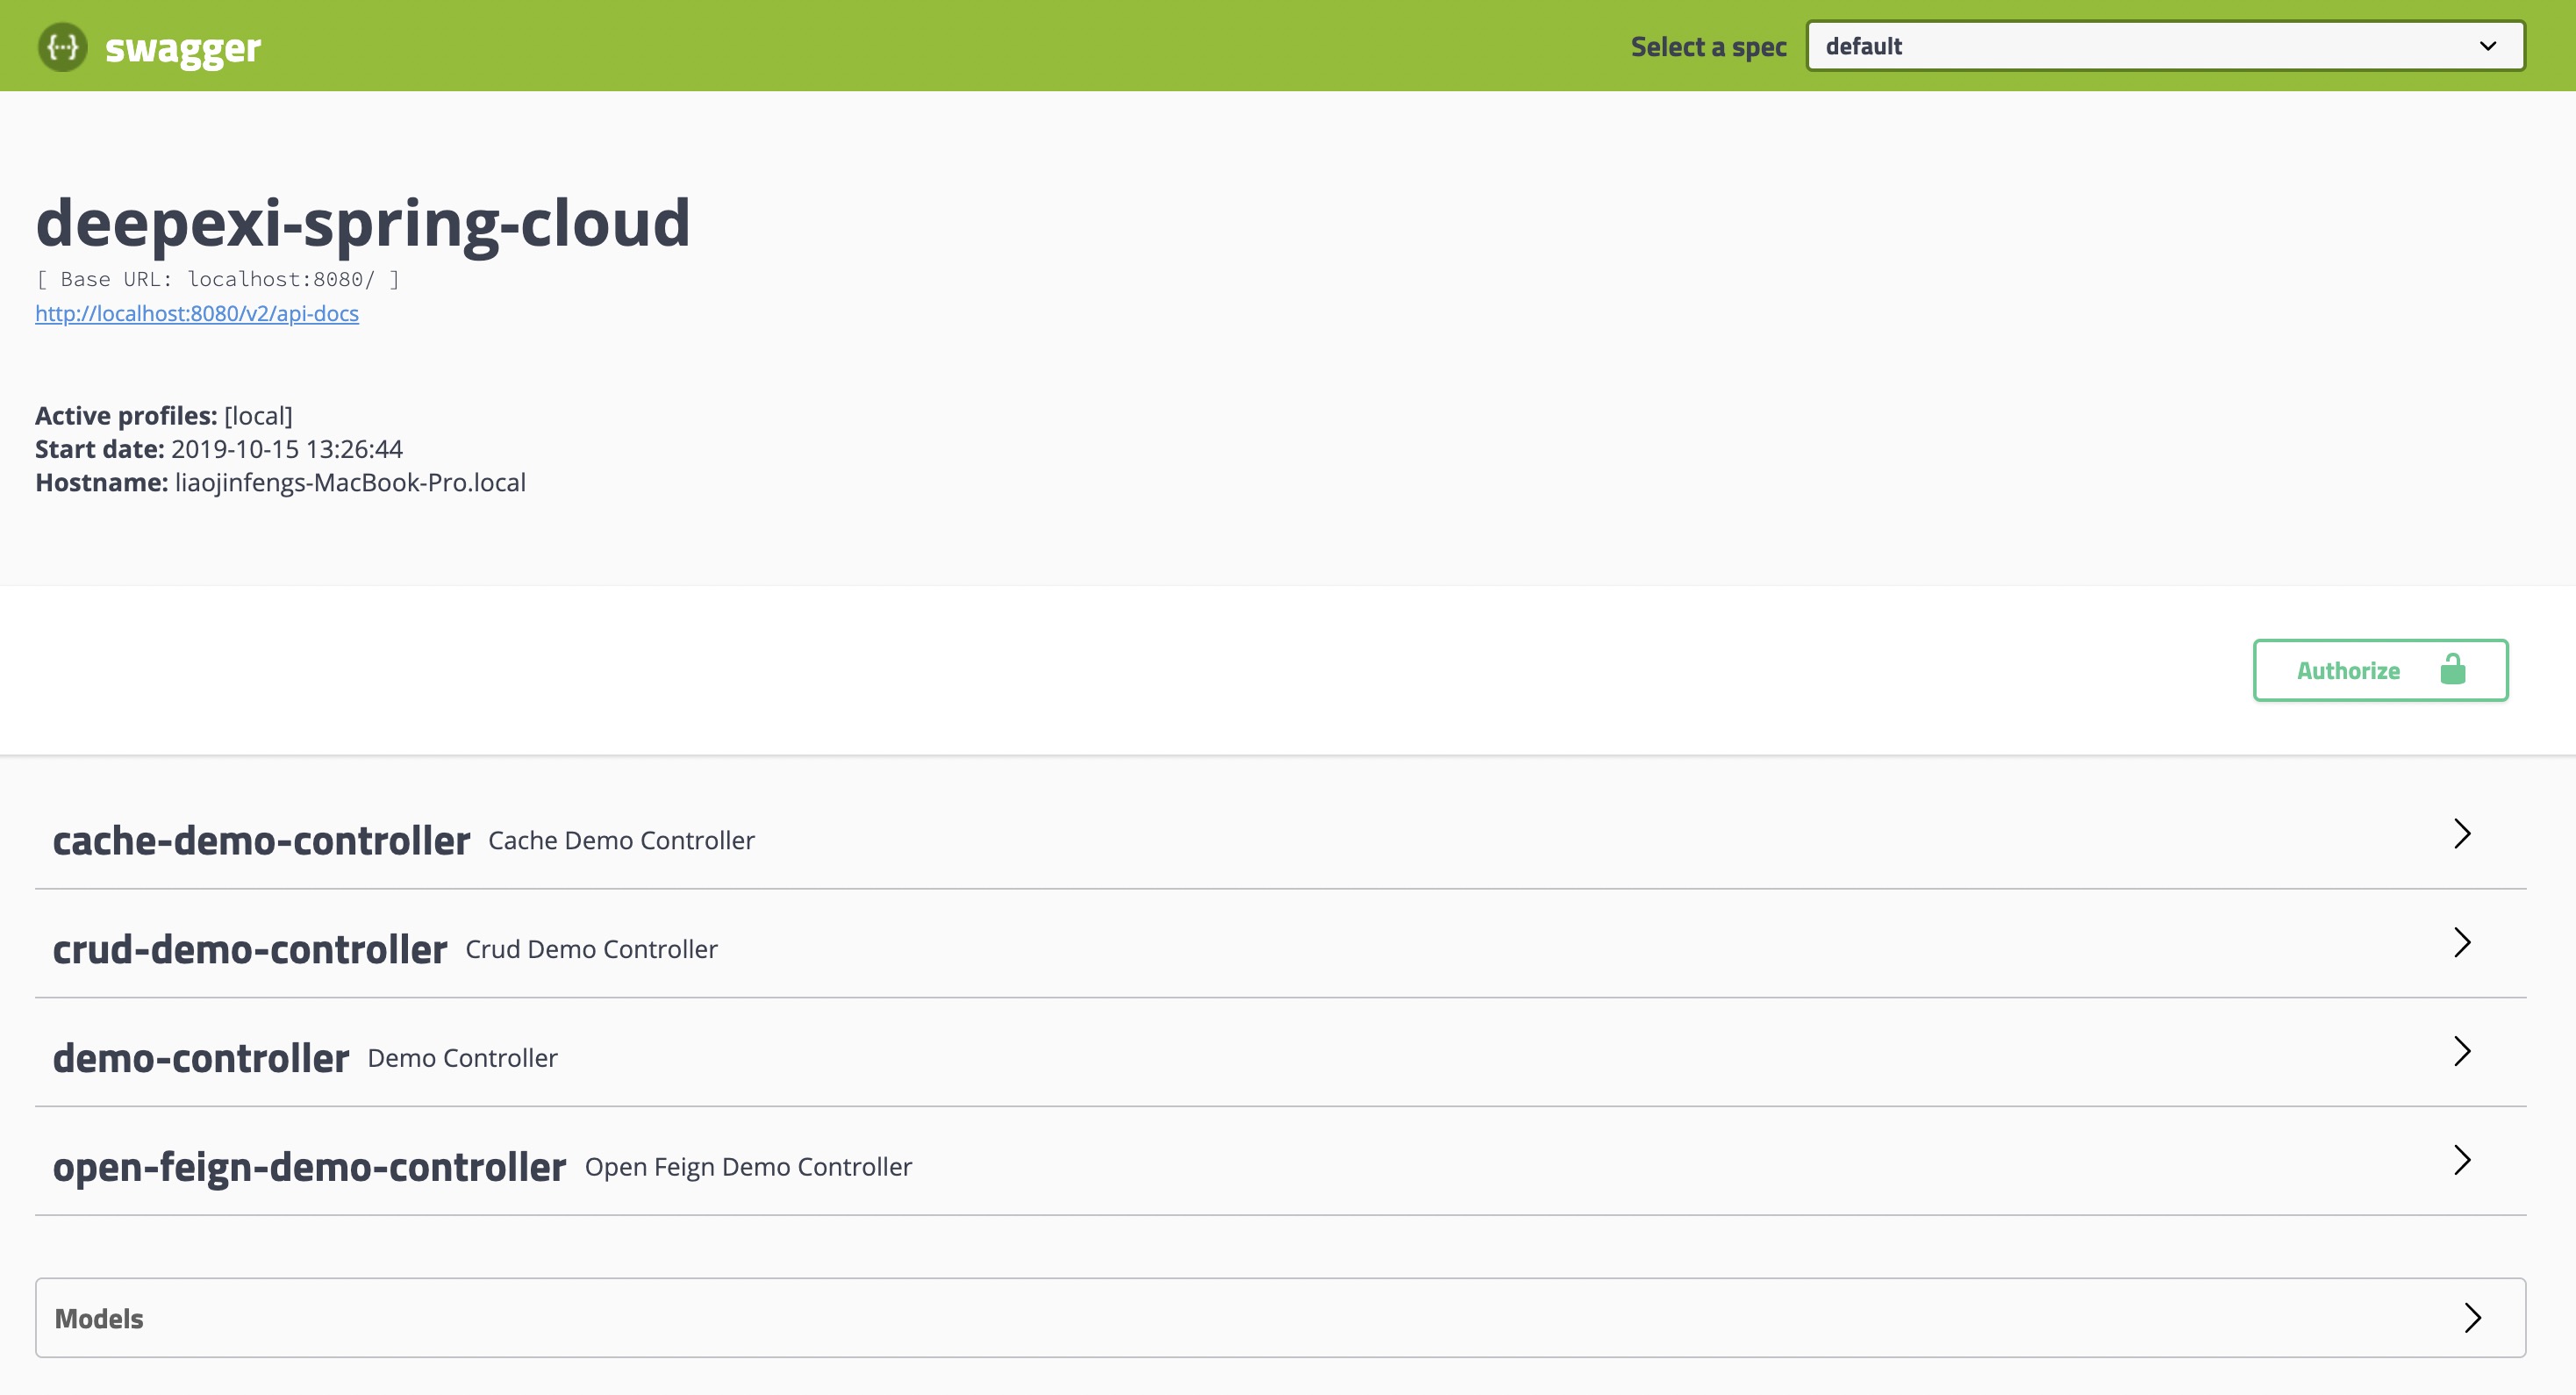 swagger
Select a spec
default
deepexi-spring-cloud
[ Base URL: localhost:8080/ ]
http://localhost:8080/v2/api-docs
Active profiles: [local]
Start date: 2019-10-15 13:26:44
Hostname: liaojinfengs-MacBook-Pro.local
Authorize
cache-demo-controller Cache Demo Controller
crud-demo-controller Crud Demo Controller
demo-controller Demo Controller
open-feign-demo-controller Open Feign Demo Controller
Models